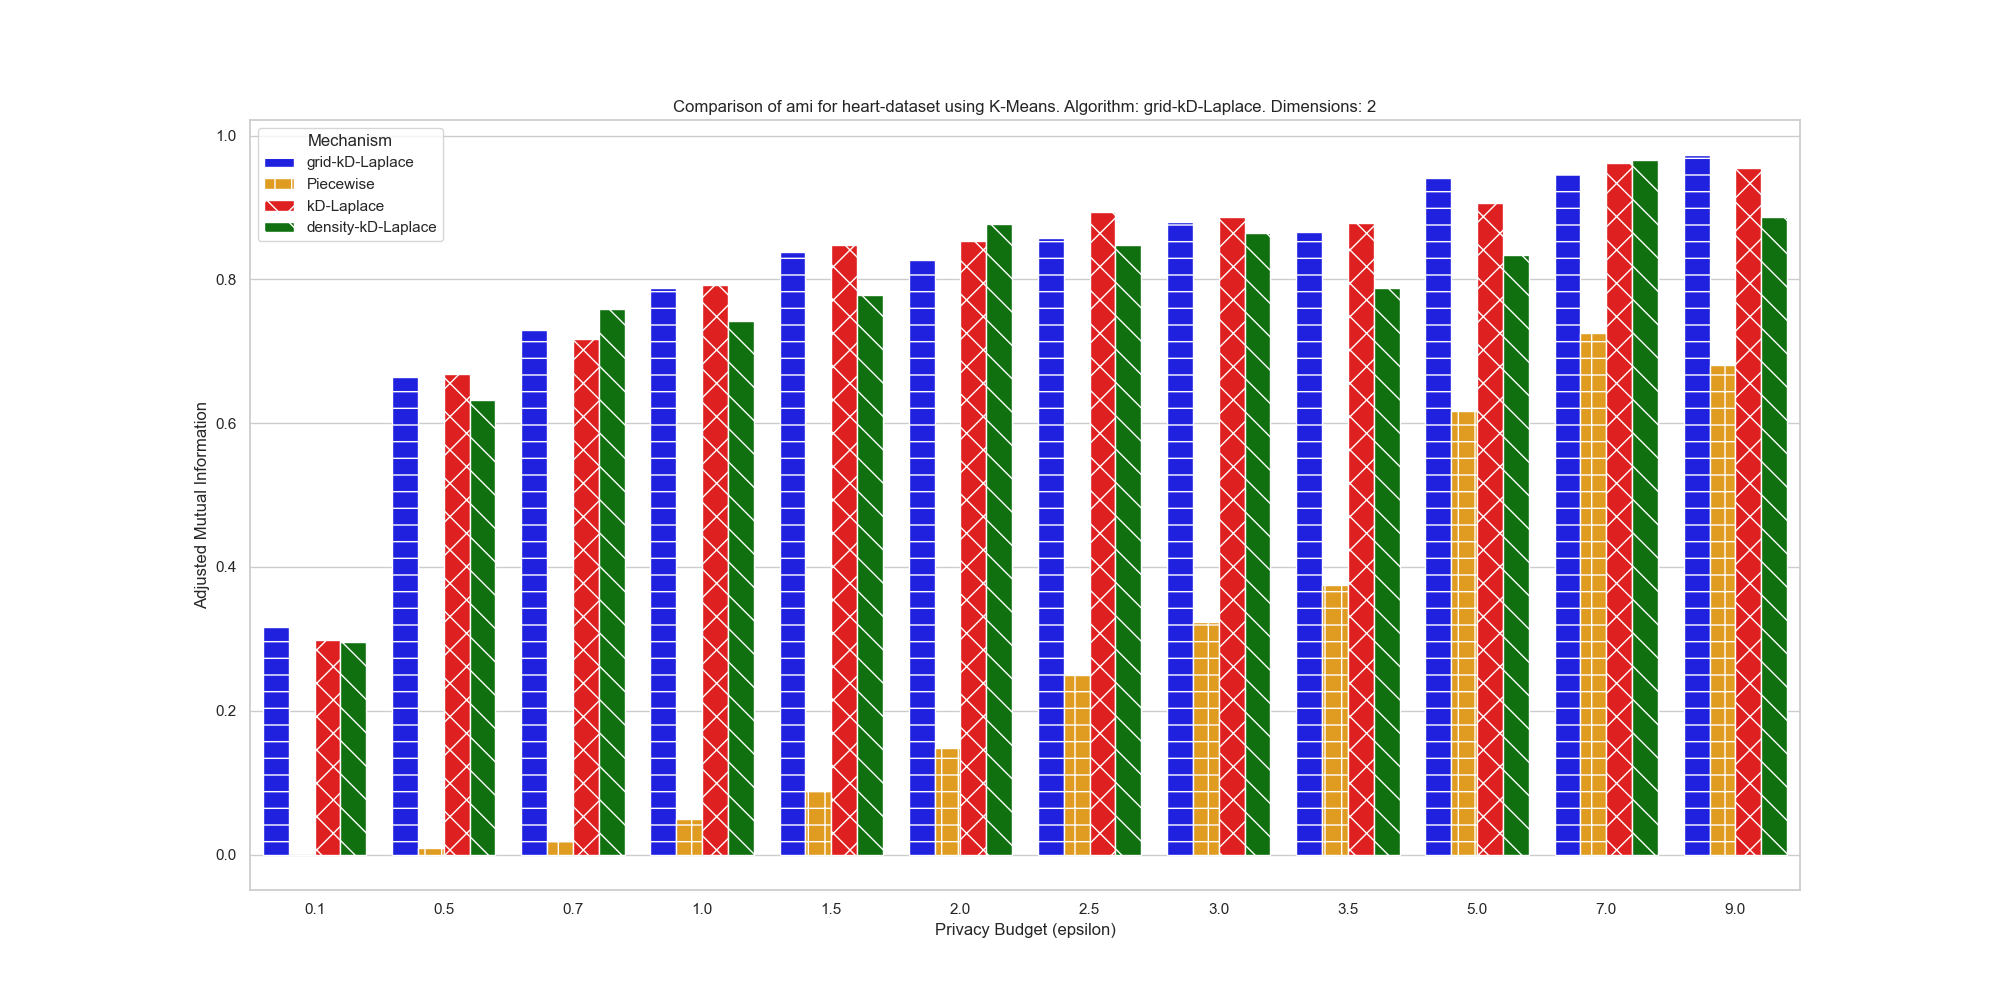 Comparison of ami for heart-dataset using K-Means. Algorithm: grid-kD-Laplace. Dimensions: 2
Mechanism
grid-kD-Laplace
Piecewise
kD-Laplace
density-kD-Laplace
Adjusted Mutual Information
1.0
0.8
0.6
0.4
0.2
0.0
0.1 0.5 0.7 1.0 1.5 2.0 2.5 3.0 3.5 5.0 7.0 9.0
Privacy Budget (epsilon)